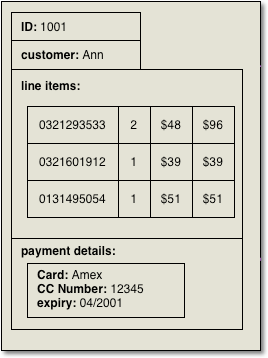 ID: 1001
customer: Ann
line items:
0321293533 2 $48 $96
0321601912 1 $39 $39
0131495054 1 $51 $51
payment details:
Card: Amex
CC Number: 12345
expiry: 04/2001